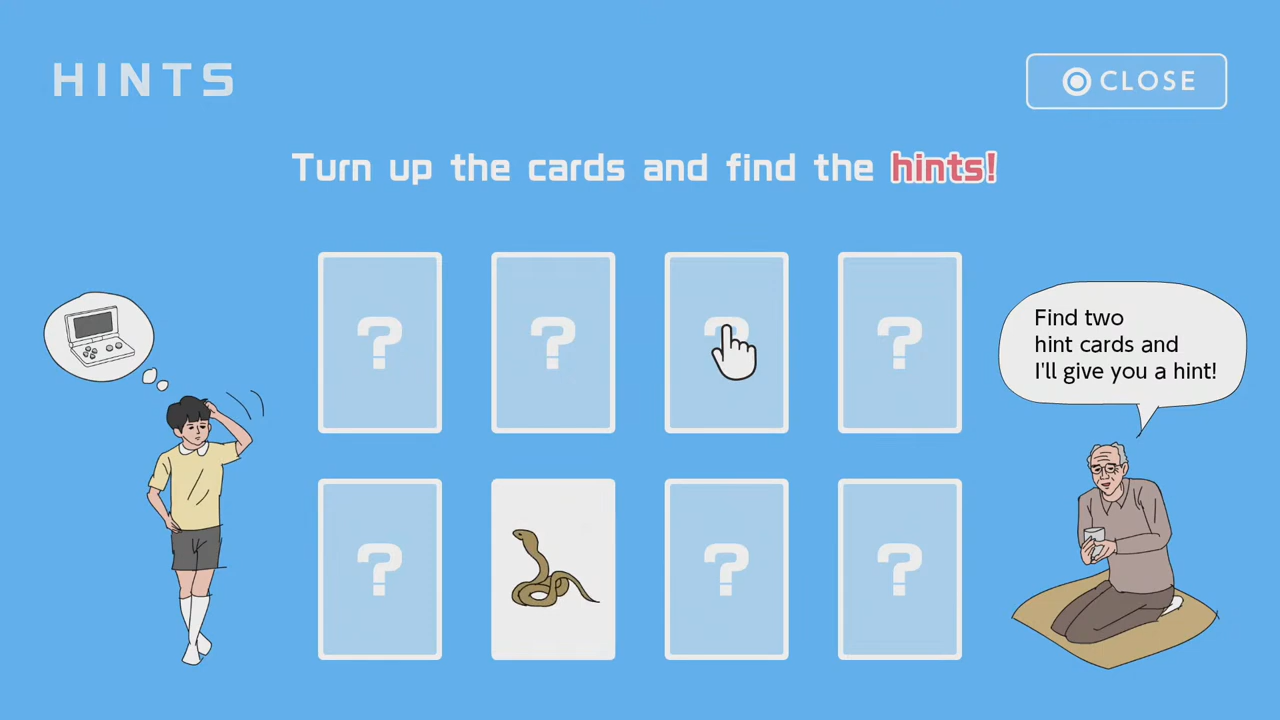 HINTS
CLOSE
Turn up the cards and find the hints!
? ? ? ?
Find two
hint cards and
I'll give you a hint!
? ? ?